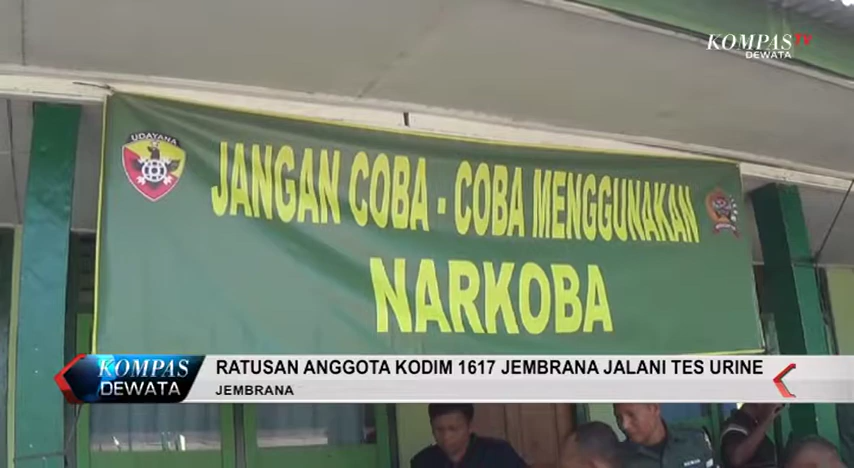 KOMPAS TV
DEWATA
UDAYANA
JANGAN COBA - COBA MENGGUNAKAN
NARKOBA
KOMPAS
DEWATA
RATUSAN ANGGOTA KODIM 1617 JEMBRANA JALANI TES URINE
JEMBRANA